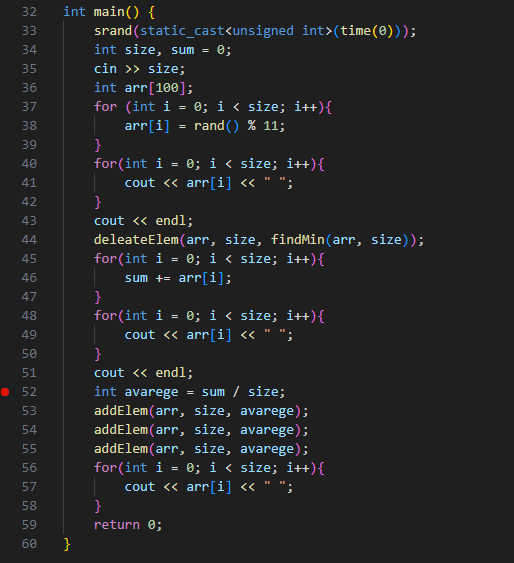 32 int main() {
33     srand(static_cast<unsigned int>(time(0)));
34     int size, sum = 0;
35     cin >> size;
36     int arr[100];
37     for (int i = 0; i < size; i++){
38         arr[i] = rand() % 11;
39     }
40     for(int i = 0; i < size; i++){
41         cout << arr[i] << " ";
42     }
43     cout << endl;
44     deleateElem(arr, size, findMin(arr, size));
45     for(int i = 0; i < size; i++){
46         sum += arr[i];
47     }
48     for(int i = 0; i < size; i++){
49         cout << arr[i] << " ";
50     }
51     cout << endl;
52     int avarege = sum / size;
53     addElem(arr, size, avarege);
54     addElem(arr, size, avarege);
55     addElem(arr, size, avarege);
56     for(int i = 0; i < size; i++){
57         cout << arr[i] << " ";
58     }
59     return 0;
60 }